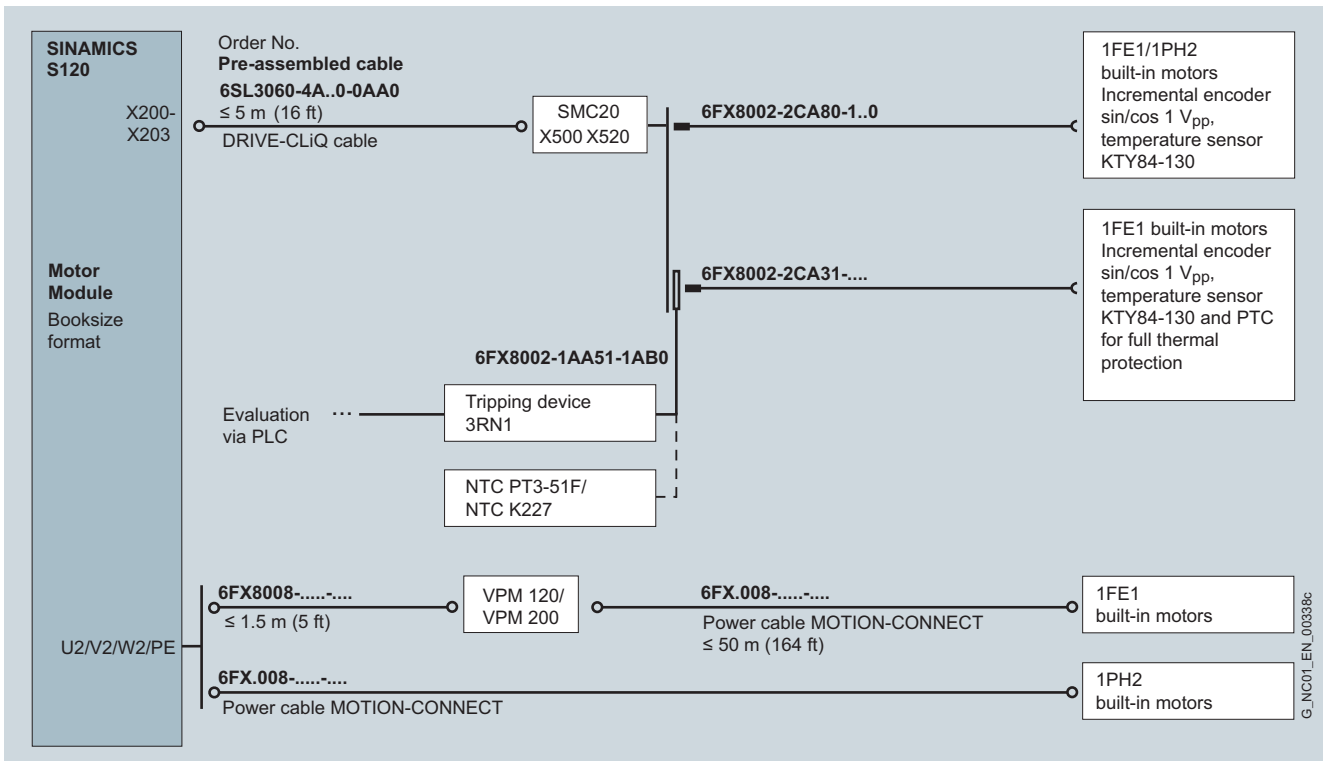 SINAMICS
S120
X200-
X203
Motor
Module
Booksize
format
U2/V2/W2/PE
Order No.
Pre-assembled cable
6SL3060-4A..0-0AA0
≤ 5 m (16 ft)
DRIVE-CLiQ cable
SMC20
X500 X520
6FX8002-2CA80-1..0
1FE1/1PH2
built-in motors
Incremental encoder
sin/cos 1 Vpp,
temperature sensor
KTY84-130
6FX8002-2CA31-....
1FE1 built-in motors
Incremental encoder
sin/cos 1 Vpp,
temperature sensor
KTY84-130 and PTC
for full thermal
protection
6FX8002-1AA51-1AB0
Evaluation ...
via PLC
Tripping device
3RN1
NTC PT3-51F/
NTC K227
6FX8008-.....-....
≤ 1.5 m (5 ft)
VPM 120/
VPM 200
6FX.008-.....-....
Power cable MOTION-CONNECT
≤ 50 m (164 ft)
1FE1
built-in motors
6FX.008-.....-....
Power cable MOTION-CONNECT
1PH2
built-in motors
G_NC01_EN_00338c